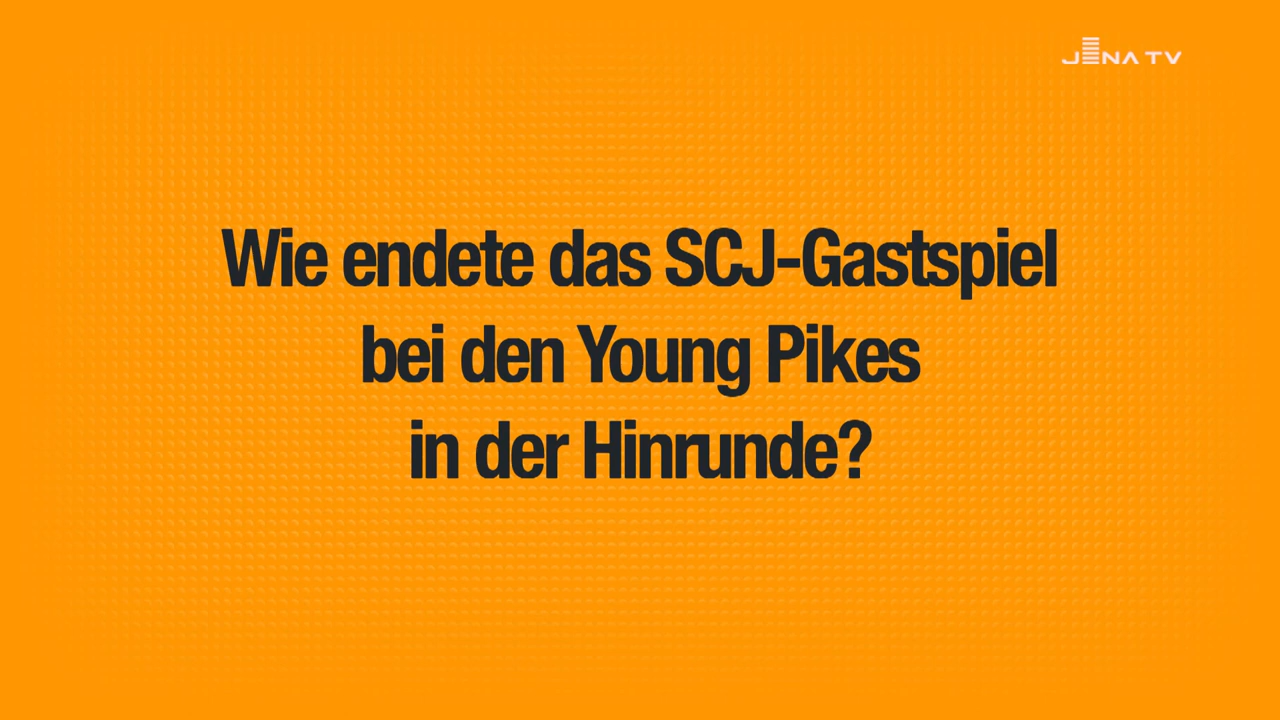 JENA TV
Wie endete das SCJ-Gastspiel
bei den Young Pikes
in der Hinrunde?